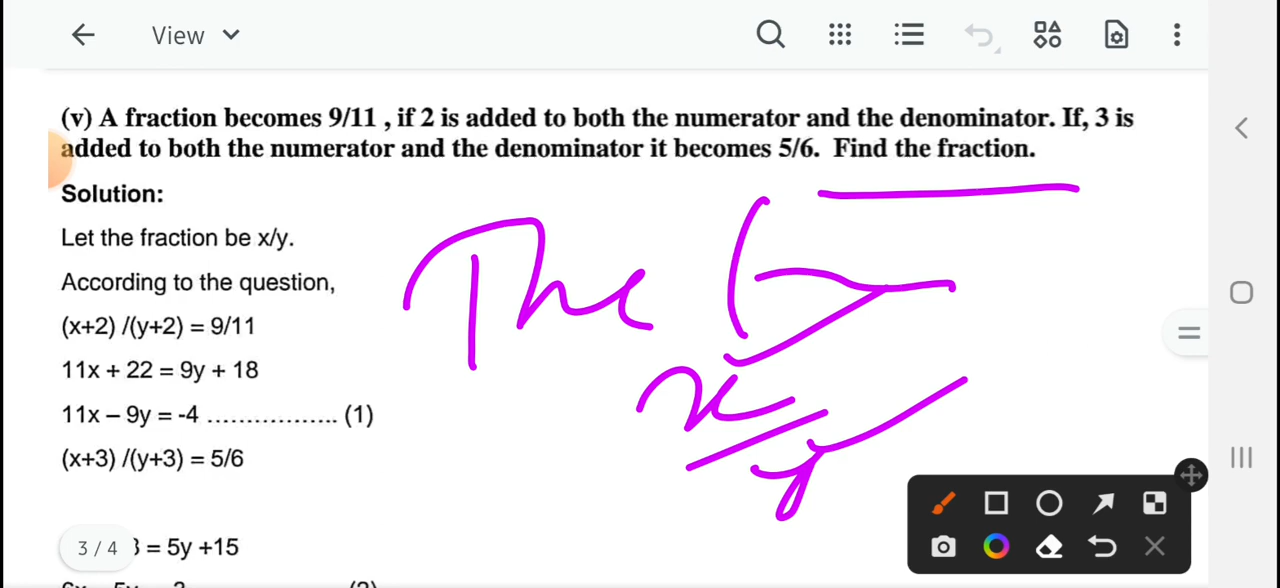 View
(v) A fraction becomes 9/11 , if 2 is added to both the numerator and the denominator. If, 3 is
added to both the numerator and the denominator it becomes 5/6. Find the fraction.
Solution:
Let the fraction be x/y.
According to the question,
(x+2) /(y+2) = 9/11
11x + 22 = 9y + 18
11x – 9y = -4 ................. (1)
(x+3) /(y+3) = 5/6
The
x
y
3 / 4
= 5y +15